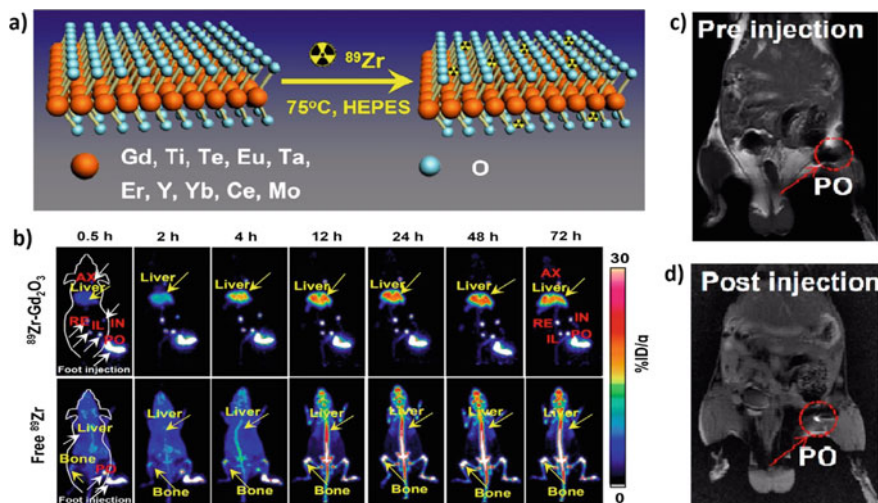 a)
⁸⁹Zr
75°C, HEPES
Gd, Ti, Te, Eu, Ta,
Er, Y, Yb, Ce, Mo
O
b)
0.5 h 2 h 4 h 12 h 24 h 48 h 72 h
⁸⁹Zr-Gd₂O₃
AX
Liver
RE IL IN
PO
Foot injection
Liver
Liver
Liver
Liver
Liver
AX
Liver
RE IN
IL PO
Free ⁸⁹Zr
Liver
Bone
PO
Foot injection
Liver
Bone
Liver
Bone
Liver
Bone
Liver
Bone
Liver
Bone
Liver
Bone
30
%ID/g
0
c)
Pre injection
PO
d)
Post injection
PO